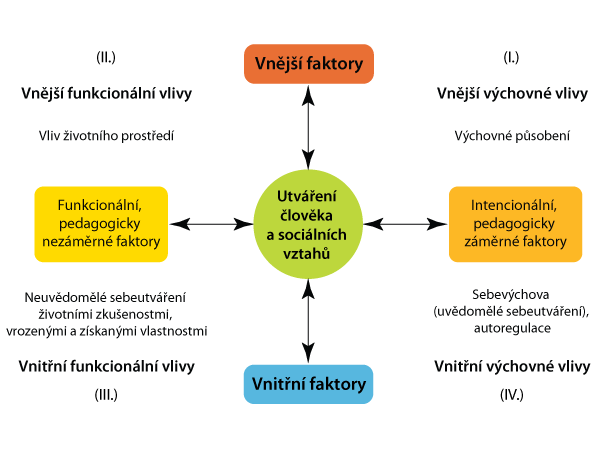 (II.)
Vnější faktory
(I.)
Vnější funkcionální vlivy
Vnější výchovné vlivy
Vliv životního prostředí
Výchovné působení
Utváření
člověka
a sociálních
vztahů
Funkcionální,
pedagogicky
nezáměrné faktory
Intencionální,
pedagogicky
záměrné faktory
Neuvědomělé sebeutváření
životními zkušenostmi,
vrozenými a získanými vlastnostmi
Sebevýchova
(uvědomělé sebeutváření),
autoregulace
Vnitřní funkcionální vlivy
Vnitřní faktory
Vnitřní výchovné vlivy
(III.)
(IV.)